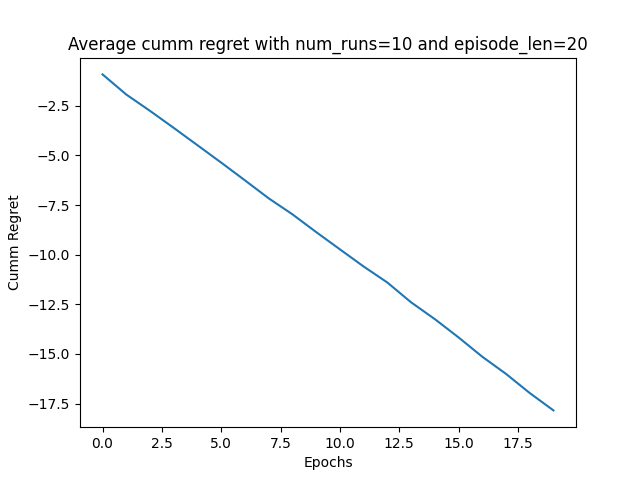 Average cumm regret with num_runs=10 and episode_len=20
−2.5
−5.0
−7.5
−10.0
−12.5
−15.0
−17.5
Cumm Regret
0.0 2.5 5.0 7.5 10.0 12.5 15.0 17.5
Epochs